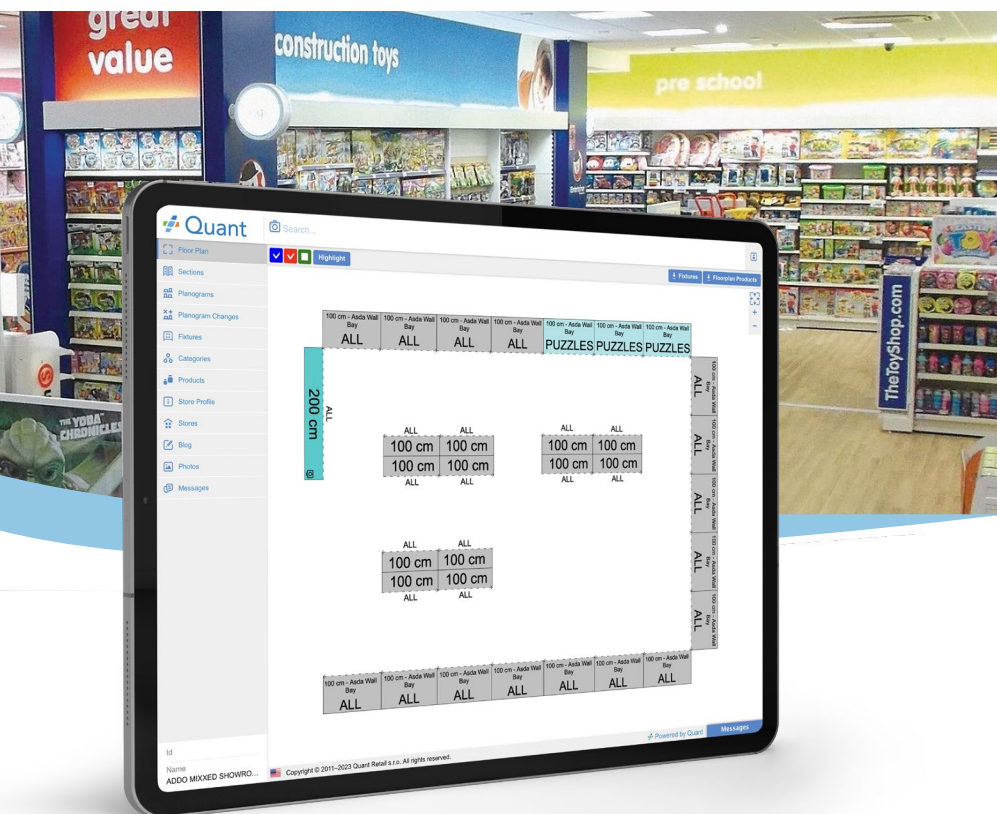 great
value
construction toys
pre school
TheToyShop.com
THE YODA
CHRONICLES
Quant
Search...
Floor Plan
Sections
Planograms
Planogram Changes
Fixtures
Categories
Products
Store Profile
Stores
Blog
Photos
Messages
Highlight
Fixtures
Floorplan Products
+
-
100 cm - Asda Wall Bay
ALL
100 cm - Asda Wall Bay
ALL
100 cm - Asda Wall Bay
ALL
100 cm - Asda Wall Bay
ALL
100 cm - Asda Wall Bay
PUZZLES
100 cm - Asda Wall Bay
PUZZLES
100 cm - Asda Wall Bay
PUZZLES
200 cm
ALL
ALL ALL
100 cm 100 cm
100 cm 100 cm
ALL ALL
ALL ALL
100 cm 100 cm
100 cm 100 cm
ALL ALL
ALL ALL
100 cm 100 cm
100 cm 100 cm
ALL ALL
100 cm - Asda Wall Bay
ALL
100 cm - Asda Wall Bay
ALL
100 cm - Asda Wall Bay
ALL
100 cm - Asda Wall Bay
ALL
100 cm - Asda Wall Bay
ALL
100 cm - Asda Wall Bay
ALL
100 cm - Asda Wall Bay
ALL
100 cm - Asda Wall Bay
ALL
100 cm - Asda Wall Bay
ALL
100 cm - Asda Wall Bay
ALL
100 cm - Asda Wall Bay
ALL
100 cm - Asda Wall Bay
ALL
Id
Name
ADDO MIXXED SHOWRO...
Powered by Quant
Messages
Copyright © 2011–2023 Quant Retail s.r.o. All rights reserved.